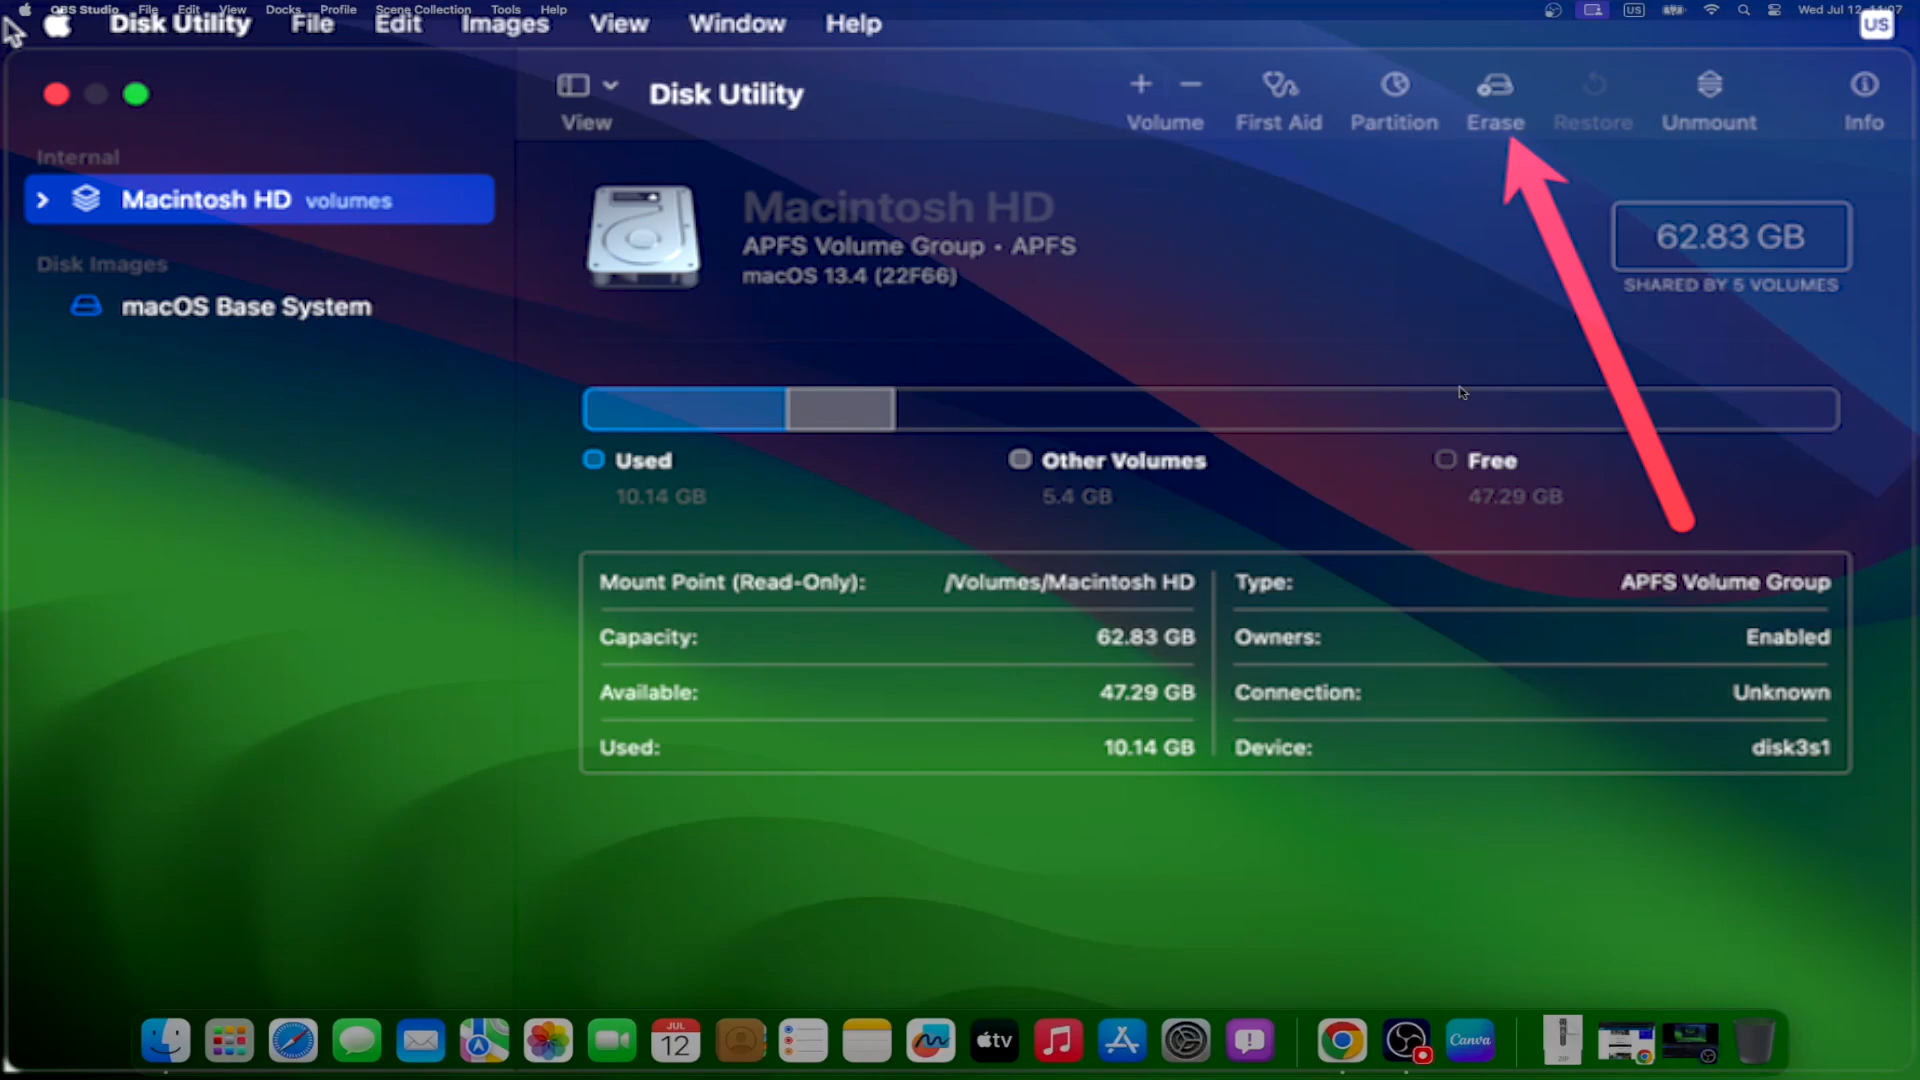 OBS Studio File Edit View Docks Profile Scene Collection Tools Help US Wed Jul 12
Disk Utility File Edit Images View Window Help US
View
Disk Utility
Volume First Aid Partition Erase Restore Unmount Info
Internal
Macintosh HD volumes
Disk Images
macOS Base System
Macintosh HD
APFS Volume Group • APFS
macOS 13.4 (22F66)
62.83 GB
SHARED BY 5 VOLUMES
Used
10.14 GB
Other Volumes
5.4 GB
Free
47.29 GB
Mount Point (Read-Only): /Volumes/Macintosh HD
Capacity: 62.83 GB
Available: 47.29 GB
Used: 10.14 GB
Type: APFS Volume Group
Owners: Enabled
Connection: Unknown
Device: disk3s1
JUL
12
tv
Canva
ZIP